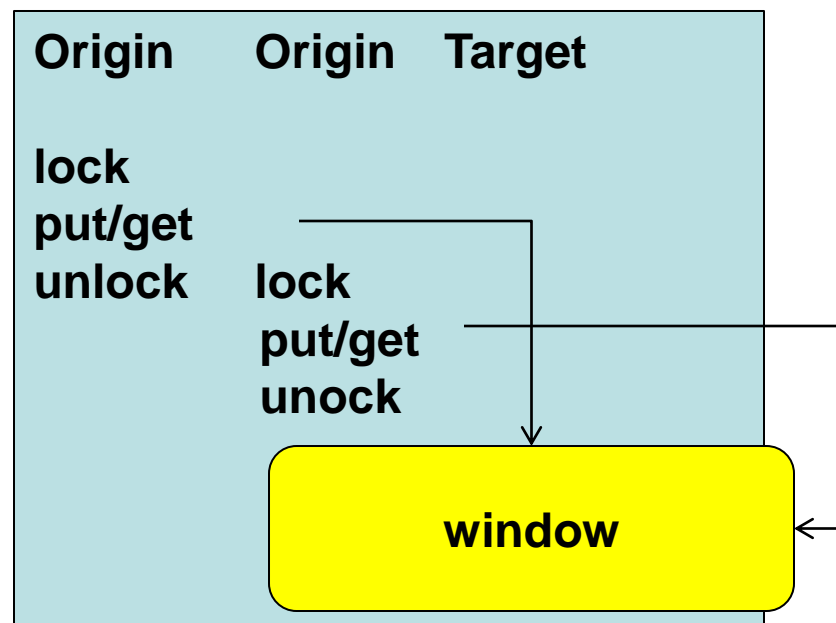 Origin Origin Target
lock
put/get
unlock lock
put/get
unock
window